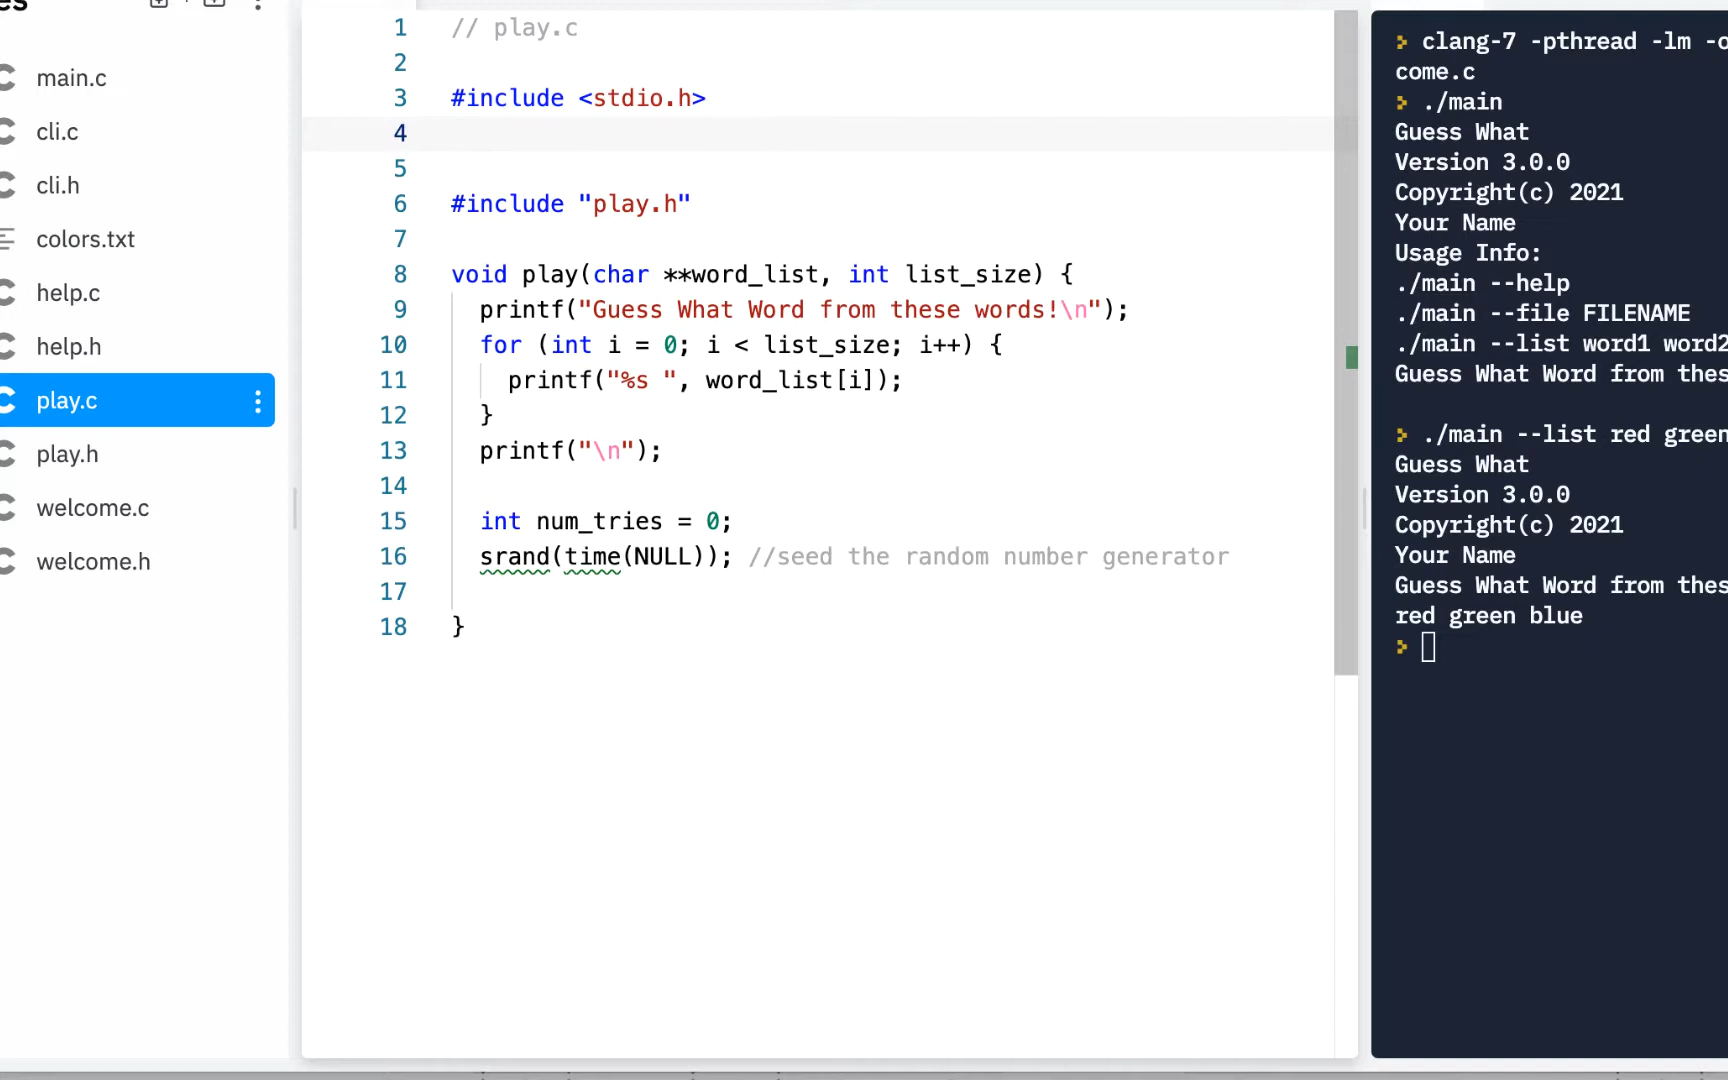 main.c
cli.c
cli.h
colors.txt
help.c
help.h
play.c
play.h
welcome.c
welcome.h
1 // play.c
2
3 #include <stdio.h>
4
5
6 #include "play.h"
7
8 void play(char **word_list, int list_size) {
9 printf("Guess What Word from these words!\n");
10 for (int i = 0; i < list_size; i++) {
11 printf("%s ", word_list[i]);
12 }
13 printf("\n");
14
15 int num_tries = 0;
16 srand(time(NULL)); //seed the random number generator
17
18 }
> clang-7 -pthread -lm -o
come.c
> ./main
Guess What
Version 3.0.0
Copyright(c) 2021
Your Name
Usage Info:
./main --help
./main --file FILENAME
./main --list word1 word2
Guess What Word from thes
> ./main --list red green
Guess What
Version 3.0.0
Copyright(c) 2021
Your Name
Guess What Word from thes
red green blue
>